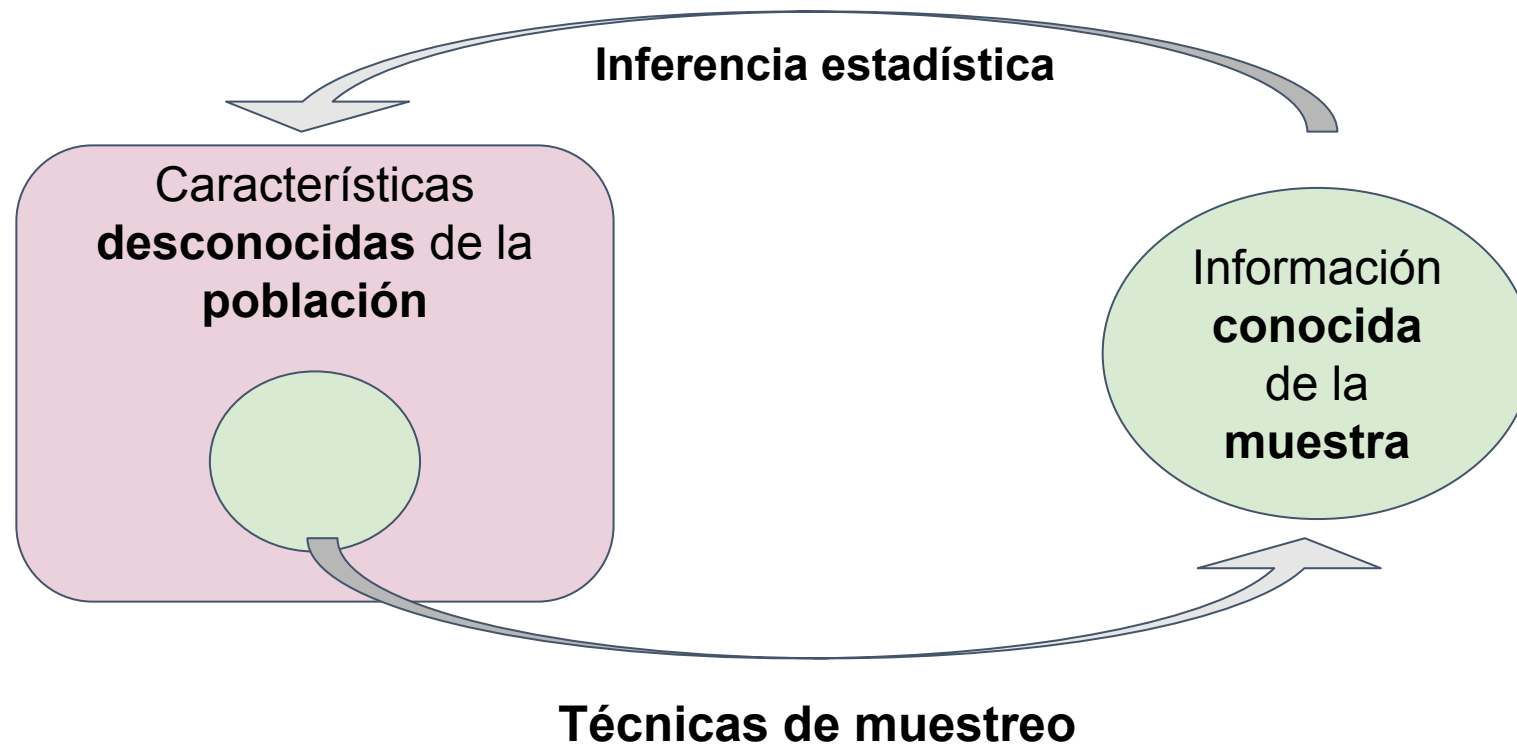 Inferencia estadística
Características
desconocidas de la
población
Información
conocida
de la
muestra
Técnicas de muestreo